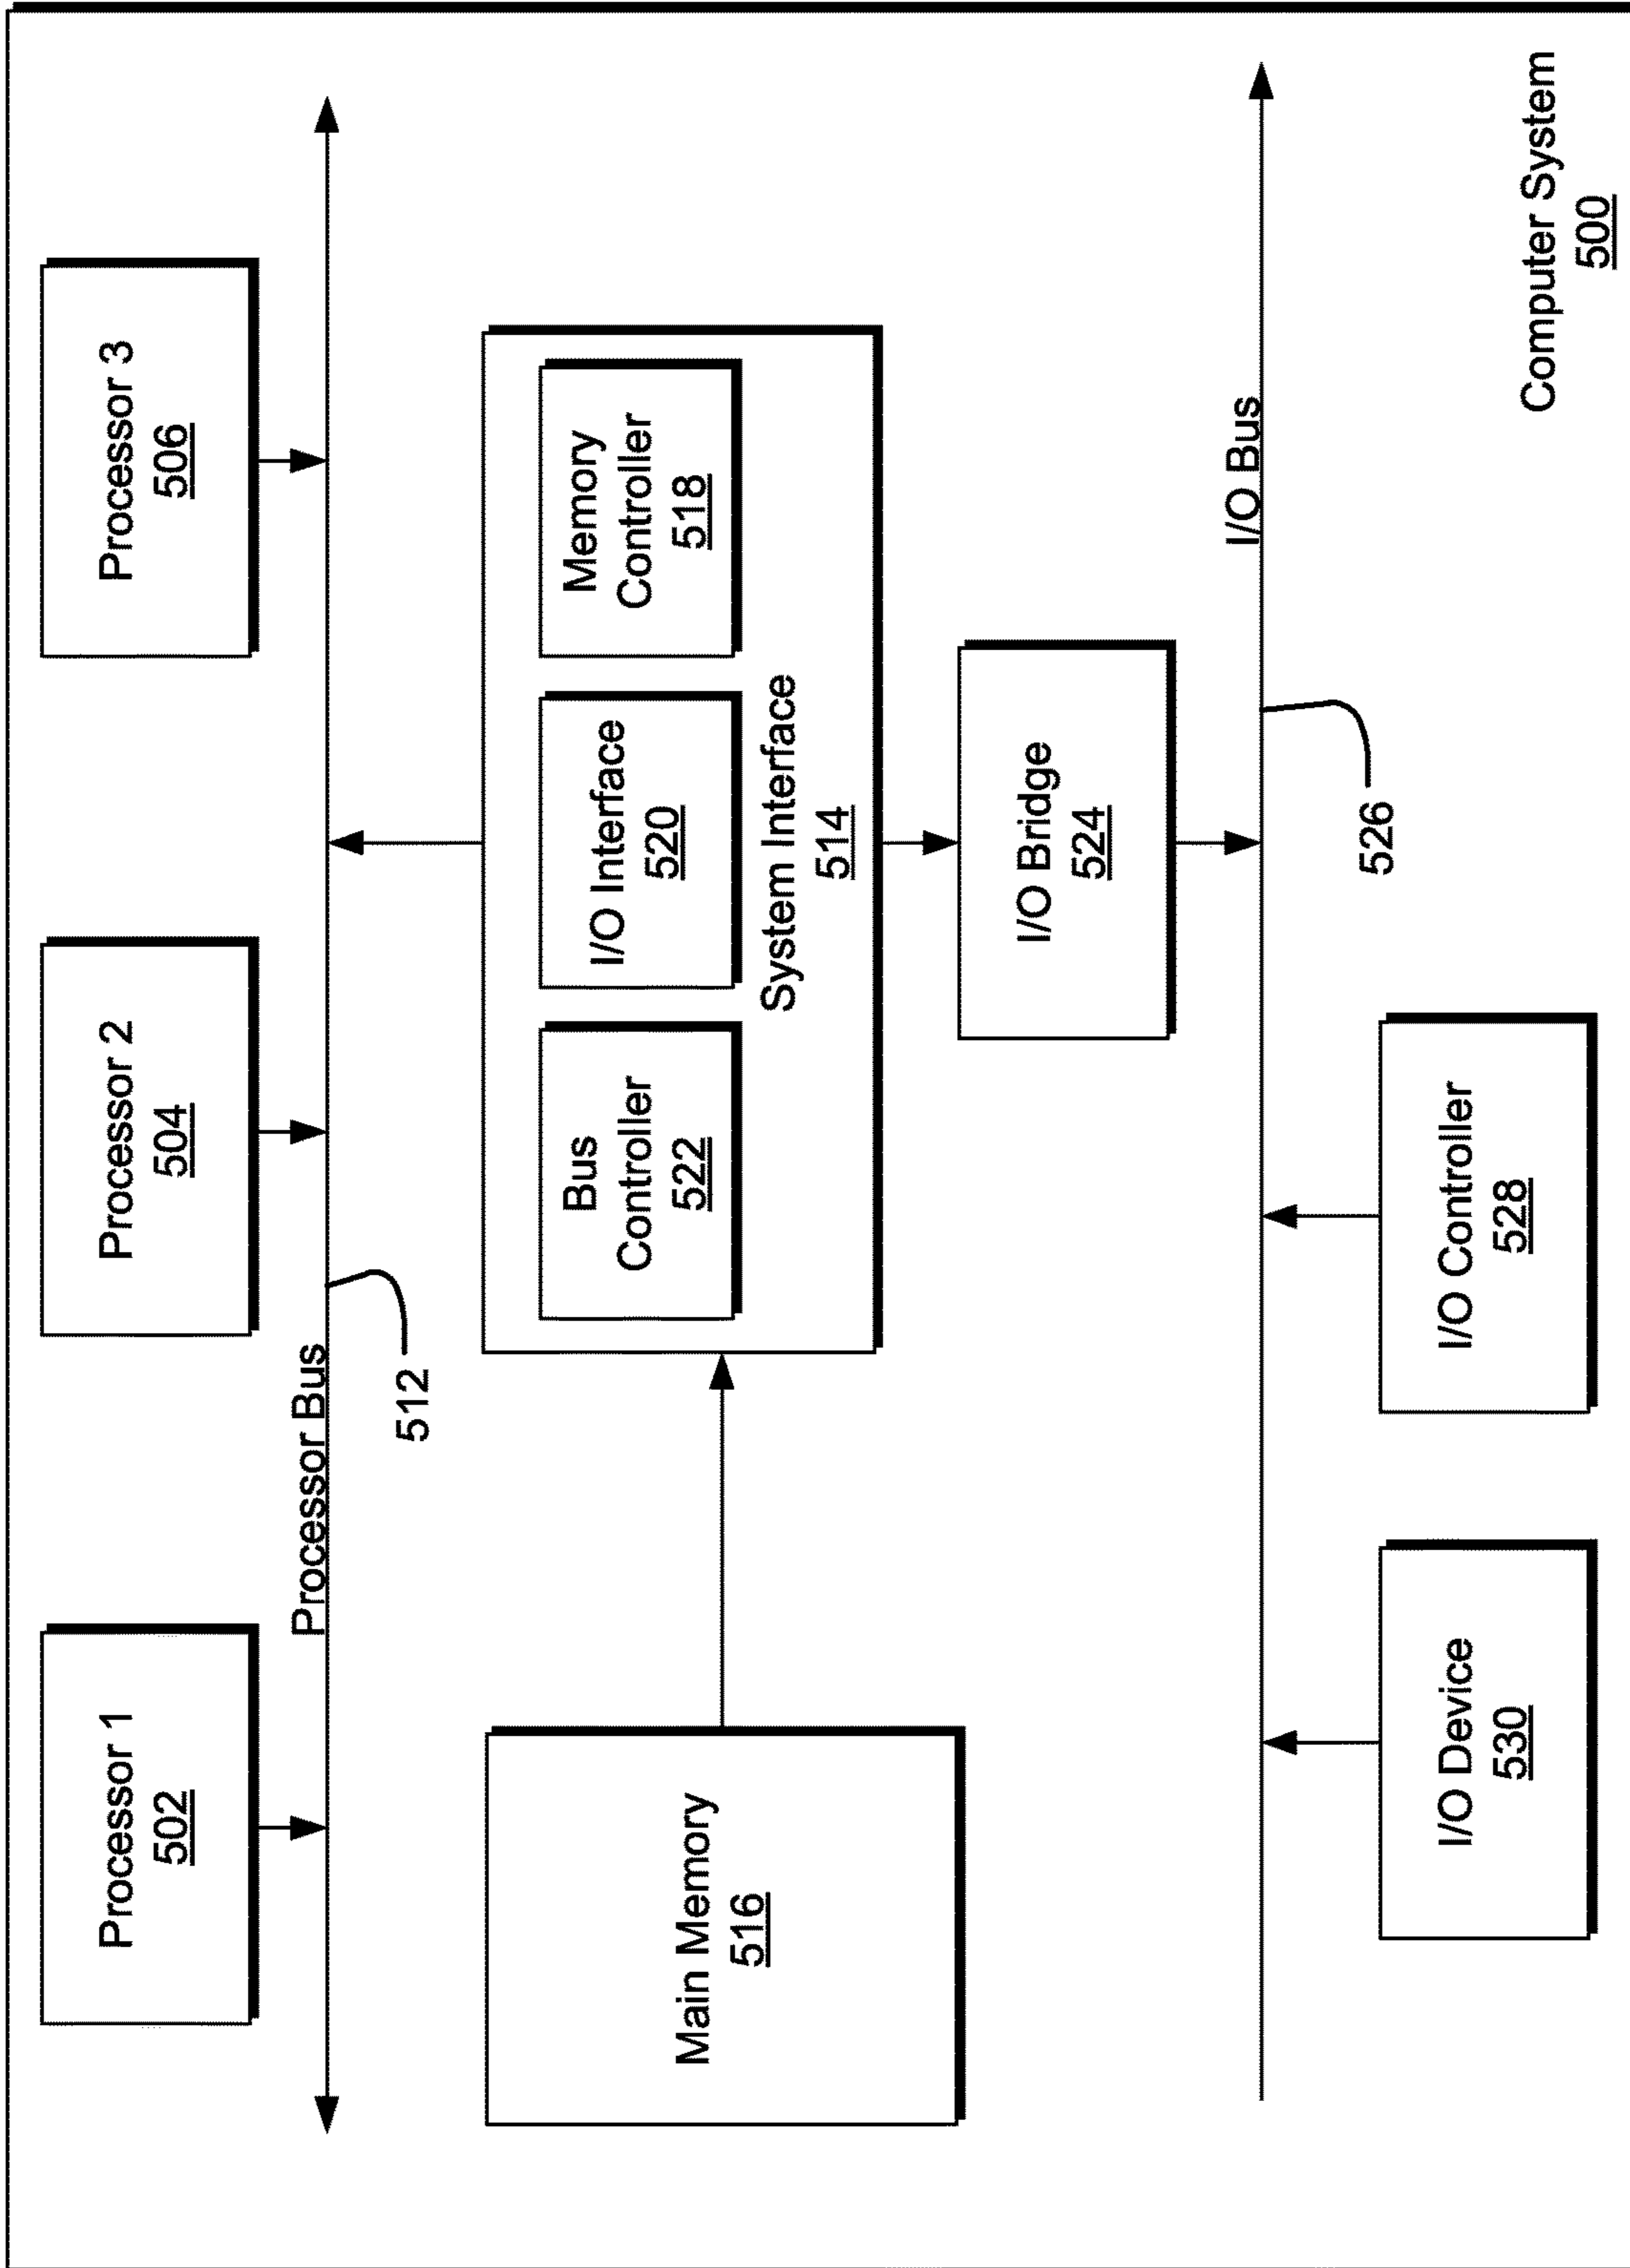 Processor 1
502
Processor 2
504
Processor 3
506
Processor Bus
512
Main Memory
516
Bus
Controller
522
I/O Interface
520
Memory
Controller
518
System Interface
514
I/O Bridge
524
I/O Bus
526
I/O Device
530
I/O Controller
528
Computer System
500